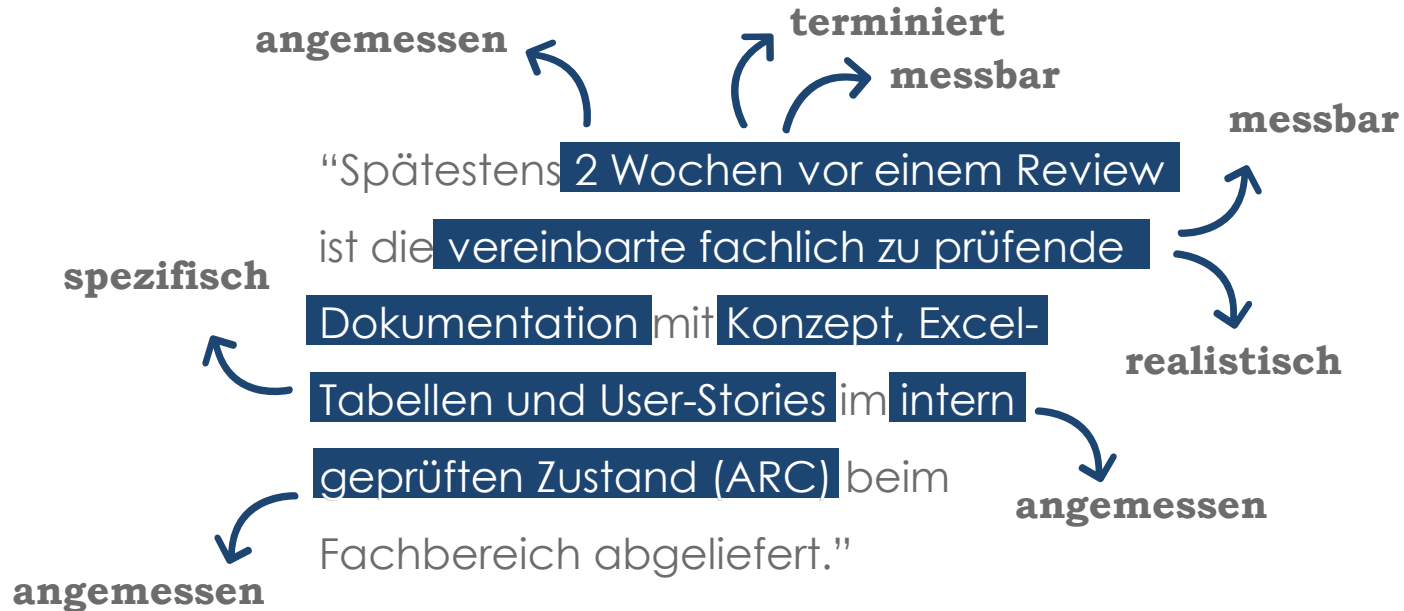 terminiert
angemessen
messbar
messbar
“Spätestens 2 Wochen vor einem Review
ist die vereinbarte fachlich zu prüfende
spezifisch
Dokumentation mit Konzept, Excel-
realistisch
Tabellen und User-Stories im intern
geprüften Zustand (ARC) beim
angemessen
Fachbereich abgeliefert.”
angemessen